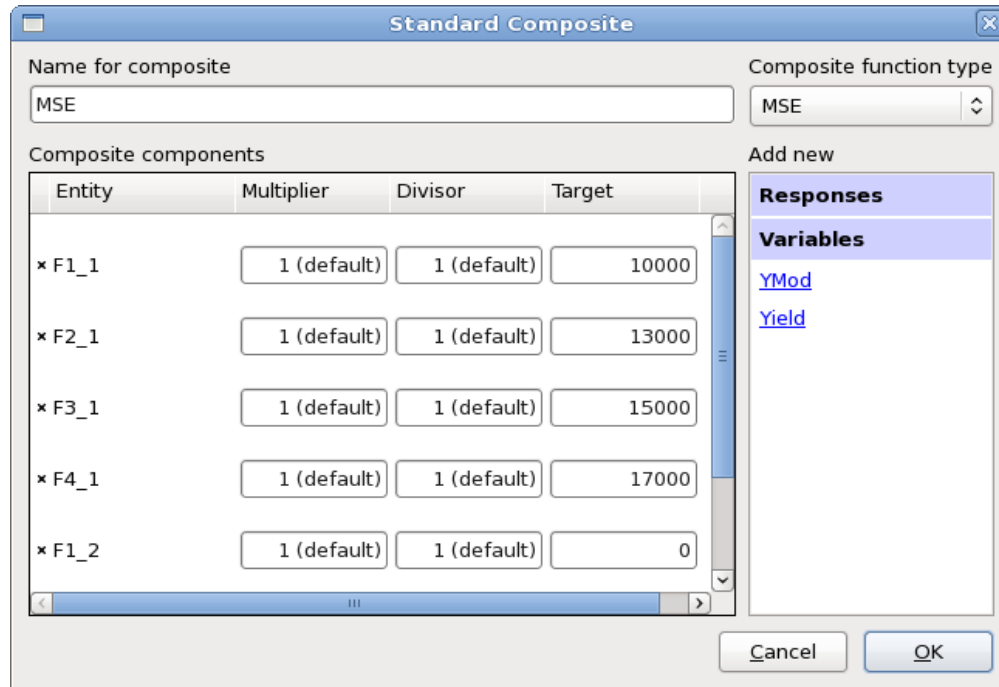 Standard Composite
Name for composite
Composite function type
MSE
MSE
Composite components
Add new
Entity Multiplier Divisor Target
Responses
Variables
× F1_1 1 (default) 1 (default) 10000
YMod
Yield
× F2_1 1 (default) 1 (default) 13000
× F3_1 1 (default) 1 (default) 15000
× F4_1 1 (default) 1 (default) 17000
× F1_2 1 (default) 1 (default) 0
Cancel
OK